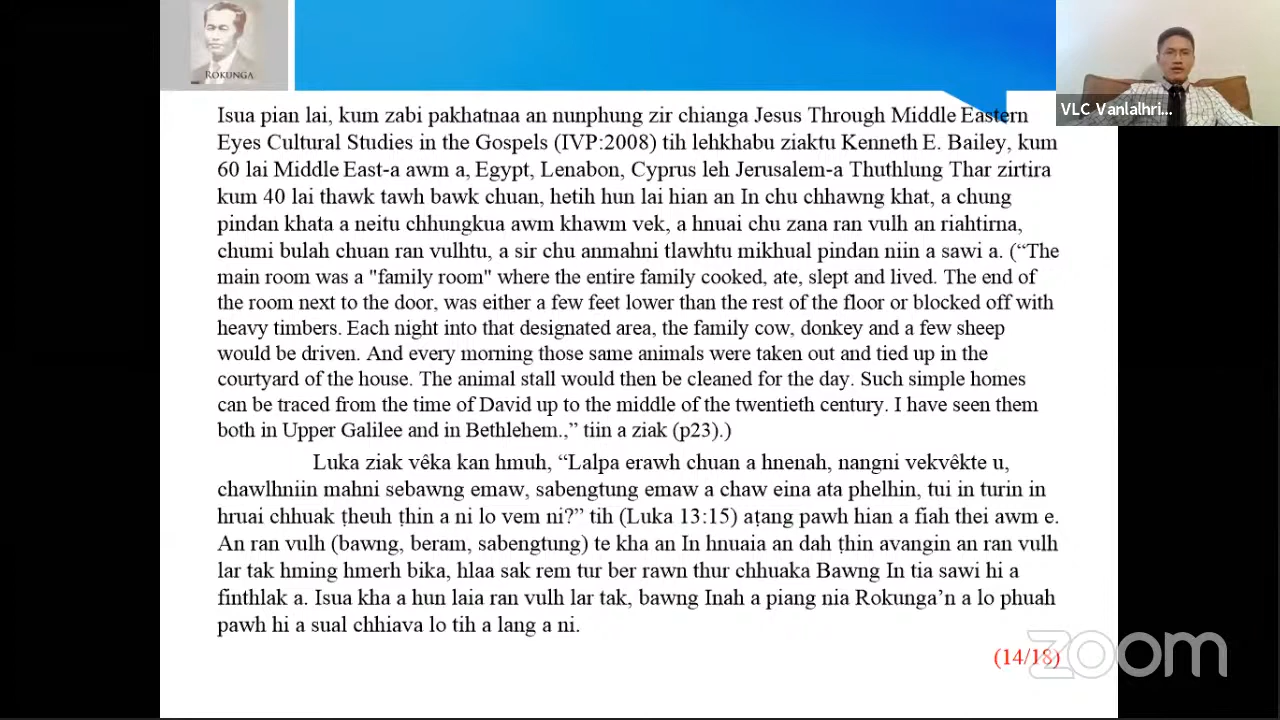 ROKUNGA
VLC Vanlalhri...
Isua pian lai, kum zabi pakhatnaa an nunphung zir chianga Jesus Through Middle Eastern
Eyes Cultural Studies in the Gospels (IVP:2008) tih lehkhabu ziaktu Kenneth E. Bailey, kum
60 lai Middle East-a awm a, Egypt, Lenabon, Cyprus leh Jerusalem-a Thuthlung Thar zirtira
kum 40 lai thawk tawh bawk chuan, hetih hun lai hian an In chu chhawng khat, a chung
pindan khata a neitu chhungkua awm khawm vek, a hnuai chu zana ran vulh an riahtirna,
chumi bulah chuan ran vulhtu, a sir chu anmahni tlawhtu mikhual pindan niin a sawi a. (“The
main room was a "family room" where the entire family cooked, ate, slept and lived. The end of
the room next to the door, was either a few feet lower than the rest of the floor or blocked off with
heavy timbers. Each night into that designated area, the family cow, donkey and a few sheep
would be driven. And every morning those same animals were taken out and tied up in the
courtyard of the house. The animal stall would then be cleaned for the day. Such simple homes
can be traced from the time of David up to the middle of the twentieth century. I have seen them
both in Upper Galilee and in Bethlehem.,” tiin a ziak (p23).)
Luka ziak vêka kan hmuh, “Lalpa erawh chuan a hnenah, nangni vekvêkte u,
chawlhniin mahni sebawng emaw, sabengtung emaw a chaw eina ata phelhin, tui in turin in
hruai chhuak ṭheuh ṭhin a ni lo vem ni?” tih (Luka 13:15) aṭang pawh hian a fiah thei awm e.
An ran vulh (bawng, beram, sabengtung) te kha an In hnuaia an dah ṭhin avangin an ran vulh
lar tak hming hmerh bika, hlaa sak rem tur ber rawn thur chhuaka Bawng In tia sawi hi a
finthlak a. Isua kha a hun laia ran vulh lar tak, bawng Inah a piang nia Rokunga’n a lo phuah
pawh hi a sual chhiava lo tih a lang a ni.
(14/18)
zoom